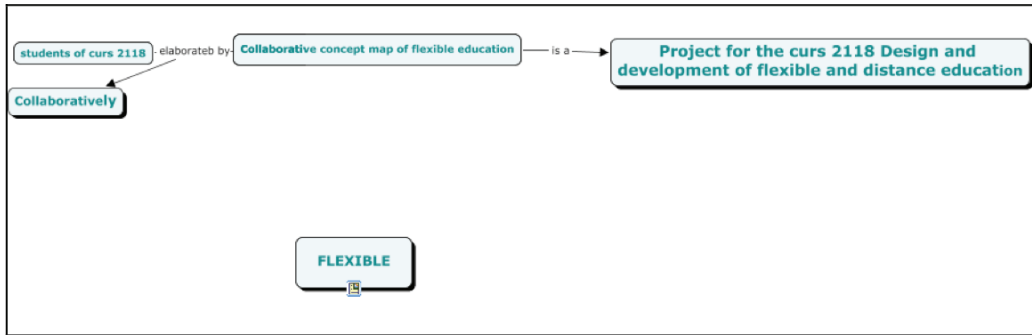 students of curs 2118
elaborateb by
Collaborative concept map of flexible education
is a
Project for the curs 2118 Design and
development of flexible and distance education
Collaboratively
FLEXIBLE